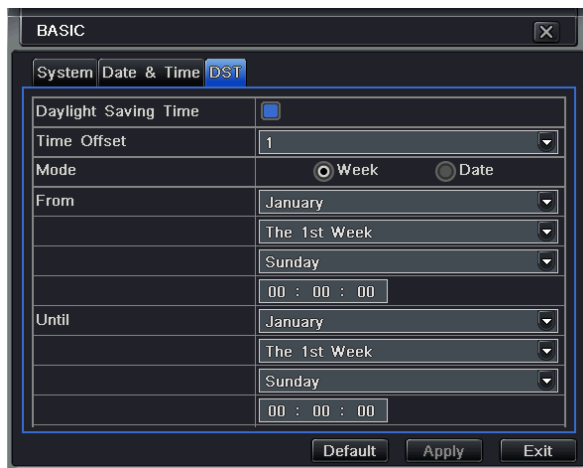 BASIC
System Date & Time DST
Daylight Saving Time
Time Offset 1
Mode Week Date
From January
The 1st Week
Sunday
00 : 00 : 00
Until January
The 1st Week
Sunday
00 : 00 : 00
Default Apply Exit